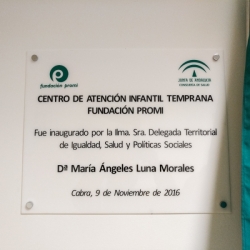 fundación promi
JUNTA DE ANDALUCIA
CONSEJERÍA DE SALUD
CENTRO DE ATENCIÓN INFANTIL TEMPRANA
FUNDACIÓN PROMI
Fue inaugurado por la Ilma. Sra. Delegada Territorial
de Igualdad, Salud y Políticas Sociales
Dª María Ángeles Luna Morales
Cabra, 9 de Noviembre de 2016